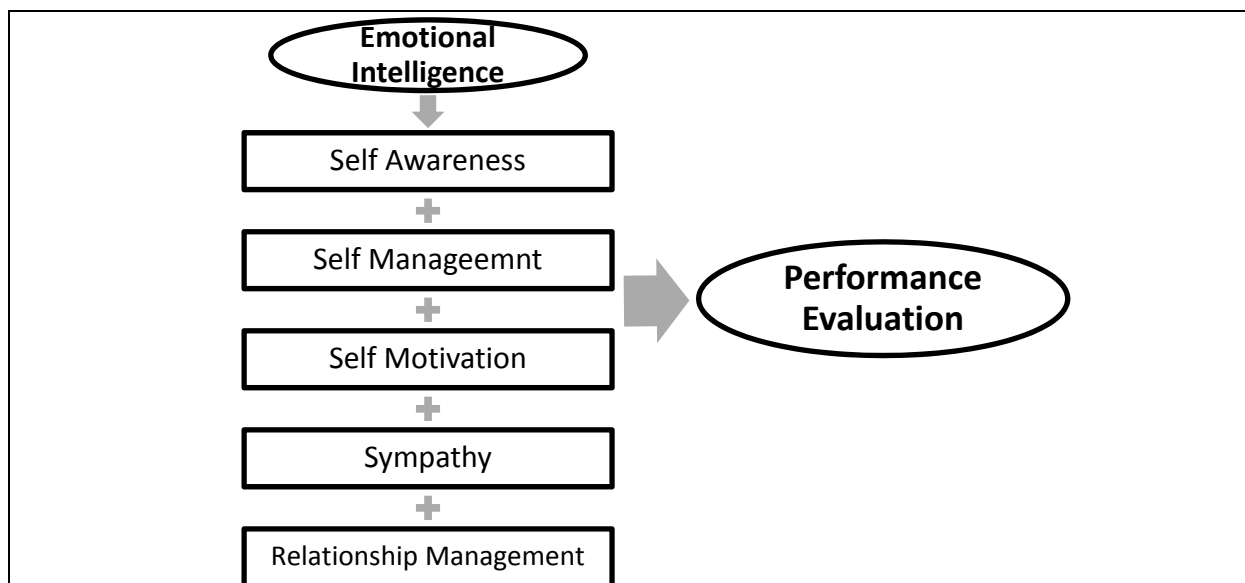 Emotional
Intelligence
Self Awareness
Self Manageemnt
Self Motivation
Sympathy
Relationship Management
Performance
Evaluation